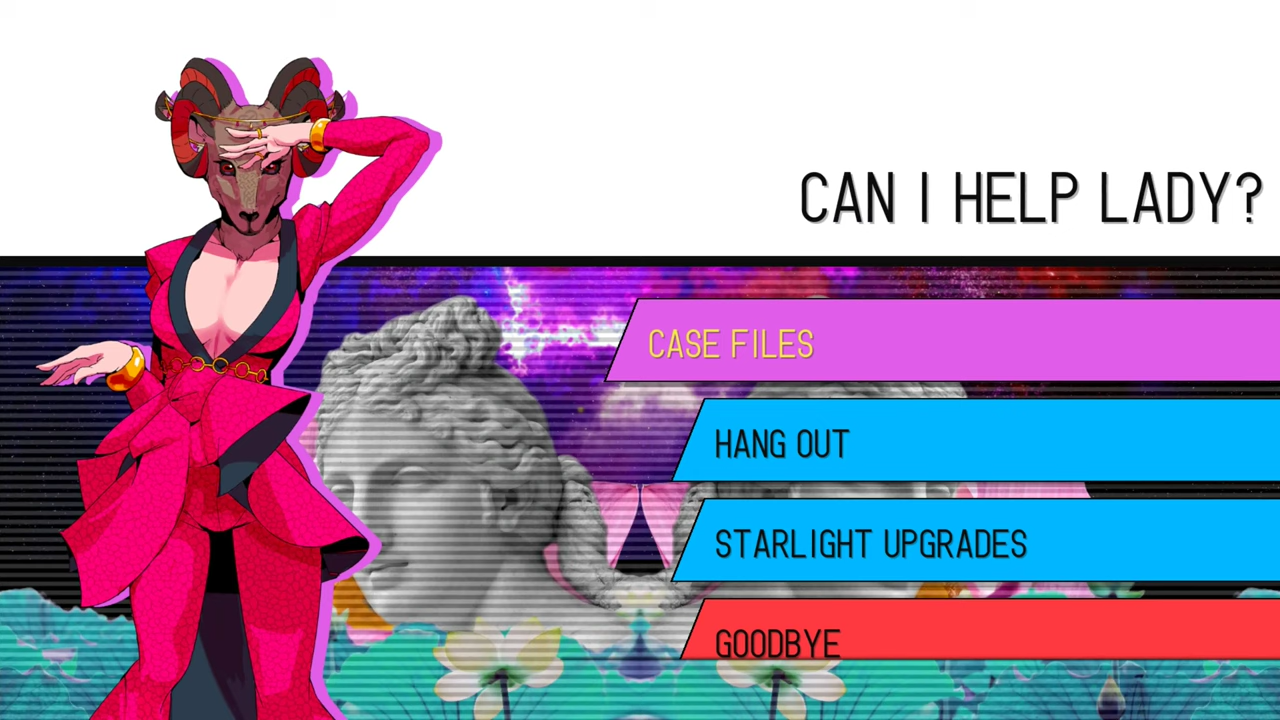 CAN I HELP LADY?
CASE FILES
HANG OUT
STARLIGHT UPGRADES
GOODBYE